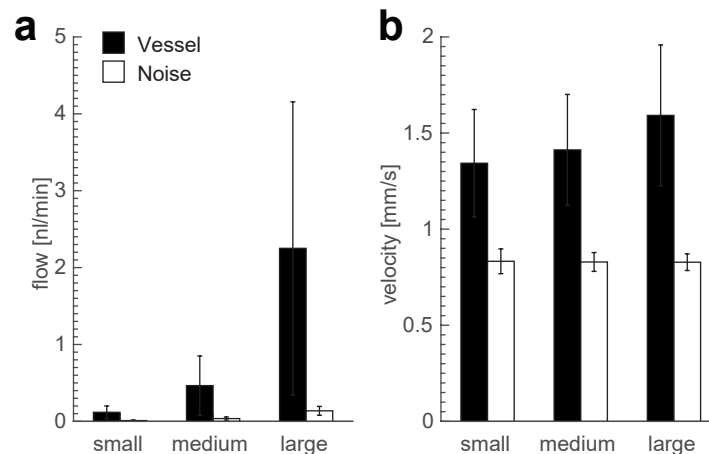 a
Vessel
Noise
flow [nl/min]
5
4
3
2
1
0
small medium large
b
velocity [mm/s]
2
1.5
1
0.5
0
small medium large